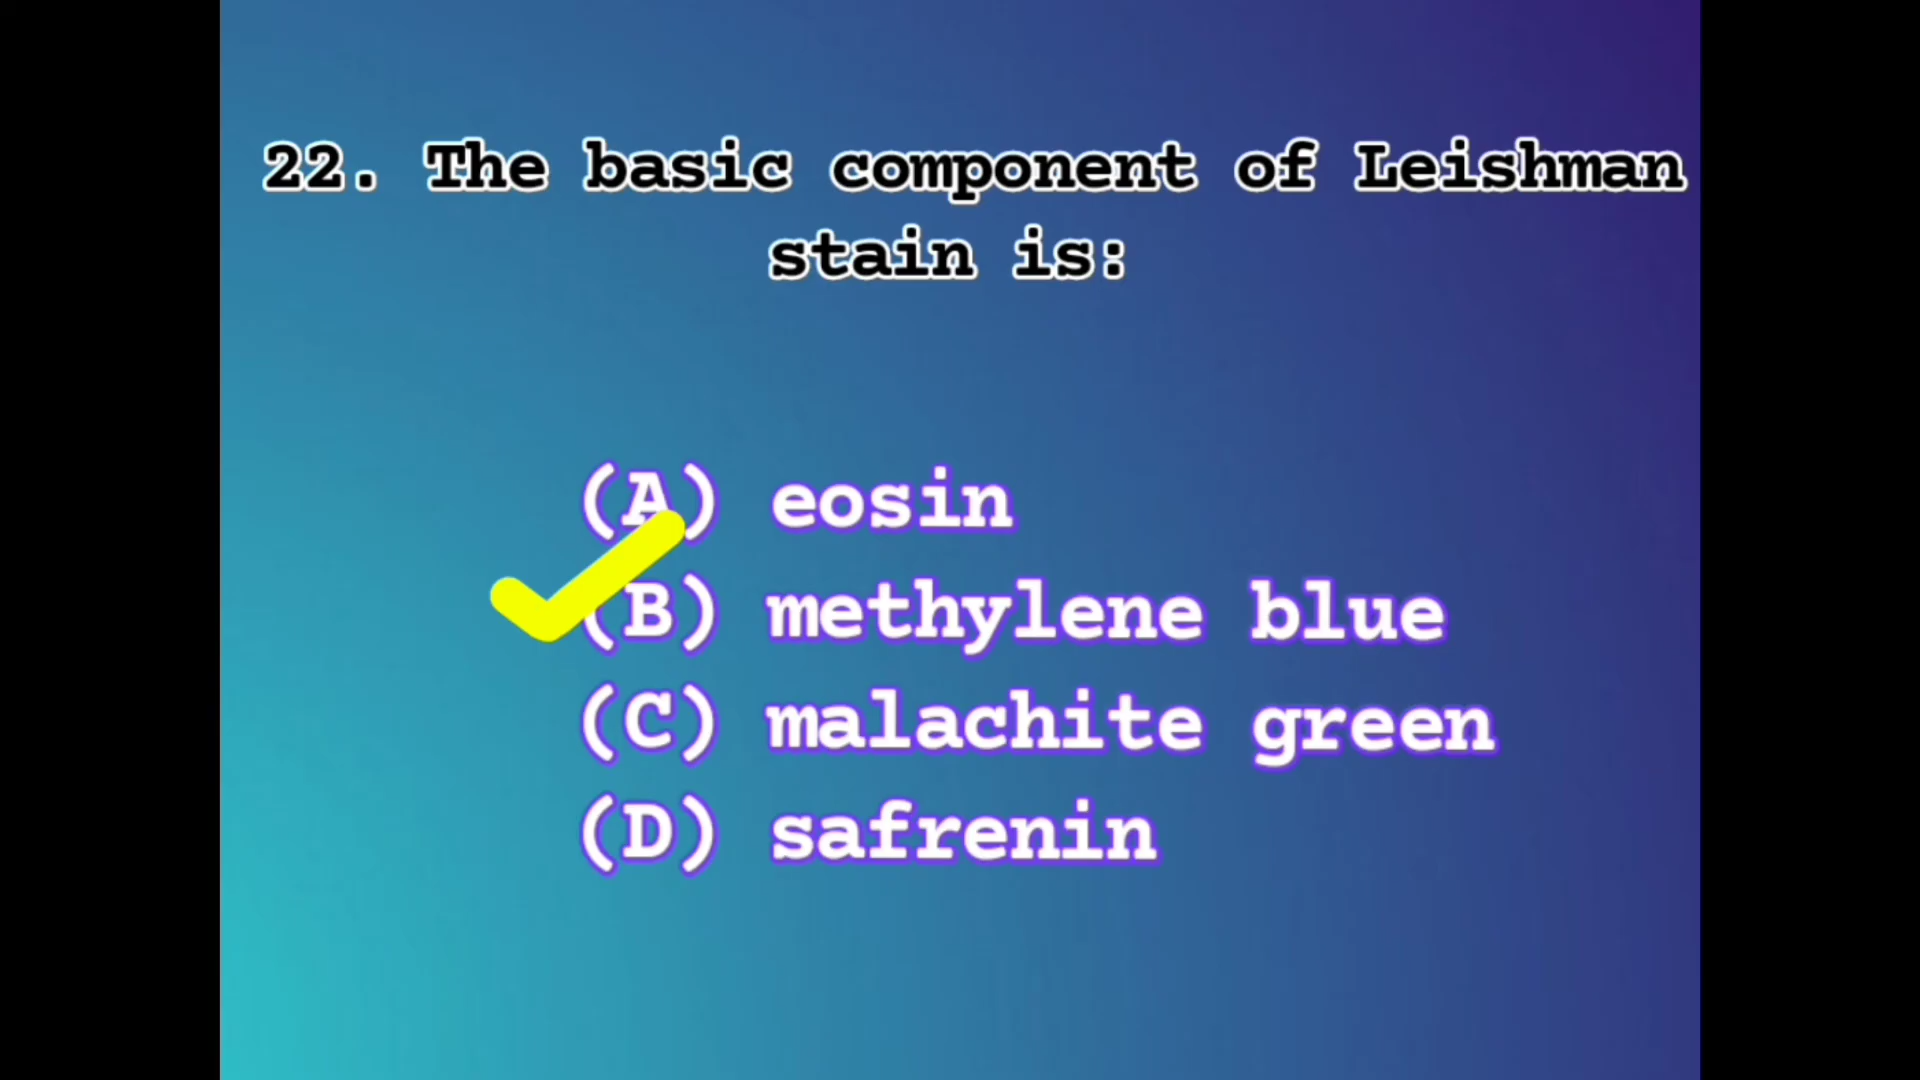 22. The basic component of Leishman
stain is:
(A) eosin
(B) methylene blue
(C) malachite green
(D) safrenin